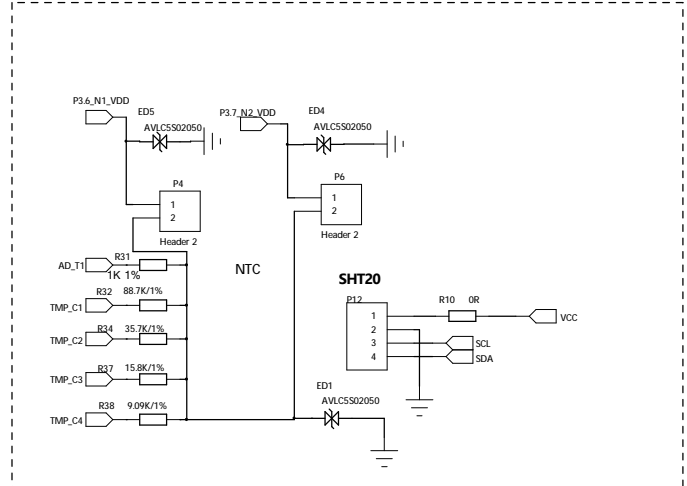 P3.6_N1_VDD
ED5
AVLC5S02050
P3.7_N2_VDD
ED4
AVLC5S02050
P4
1
2
Header 2
P6
1
2
Header 2
AD_T1
R31
1K 1%
NTC
TMP_C1
R32
88.7K/1%
TMP_C2
R34
35.7K/1%
TMP_C3
R37
15.8K/1%
TMP_C4
R38
9.09K/1%
SHT20
P12
1
2
3
4
R10
0R
VCC
SCL
SDA
ED1
AVLC5S02050